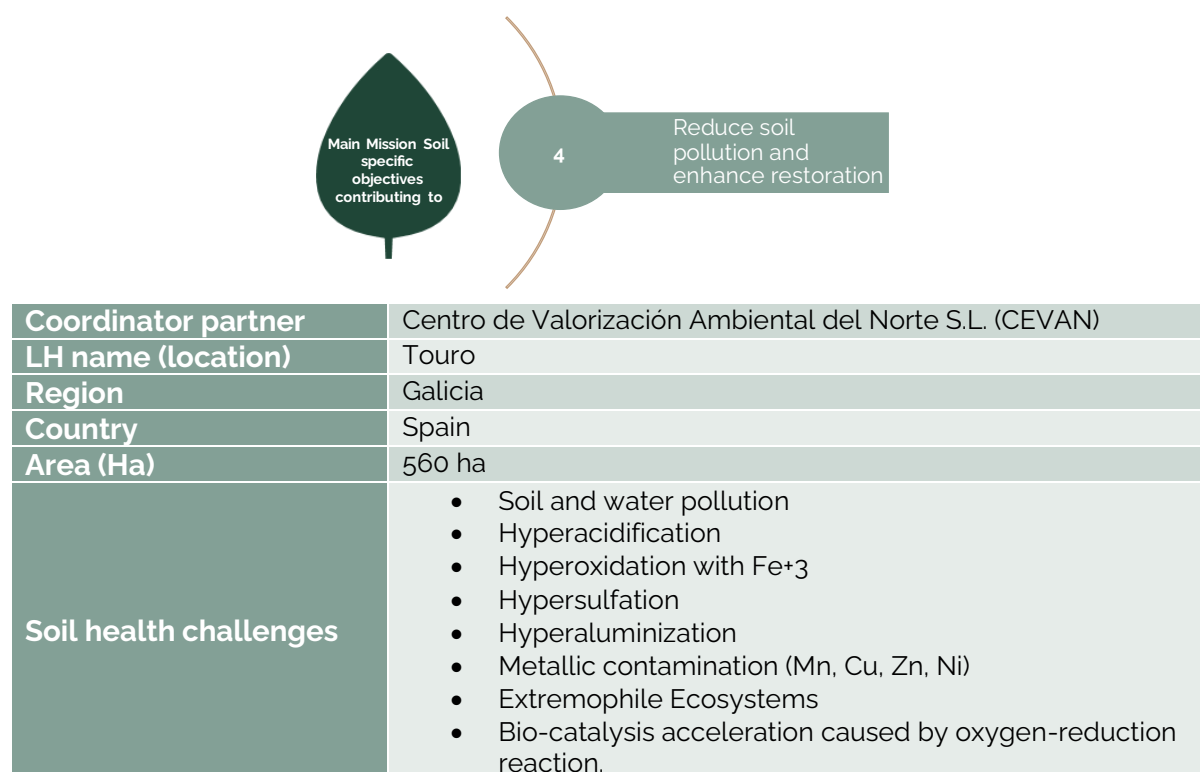 Main Mission Soil
specific
objectives
contributing to
4
Reduce soil
pollution and
enhance restoration
Coordinator partner
Centro de Valorización Ambiental del Norte S.L. (CEVAN)
LH name (location)
Touro
Region
Galicia
Country
Spain
Area (Ha)
560 ha
Soil health challenges
• Soil and water pollution
• Hyperacidification
• Hyperoxidation with Fe+3
• Hypersulfation
• Hyperaluminization
• Metallic contamination (Mn, Cu, Zn, Ni)
• Extremophile Ecosystems
• Bio-catalysis acceleration caused by oxygen-reduction
reaction.